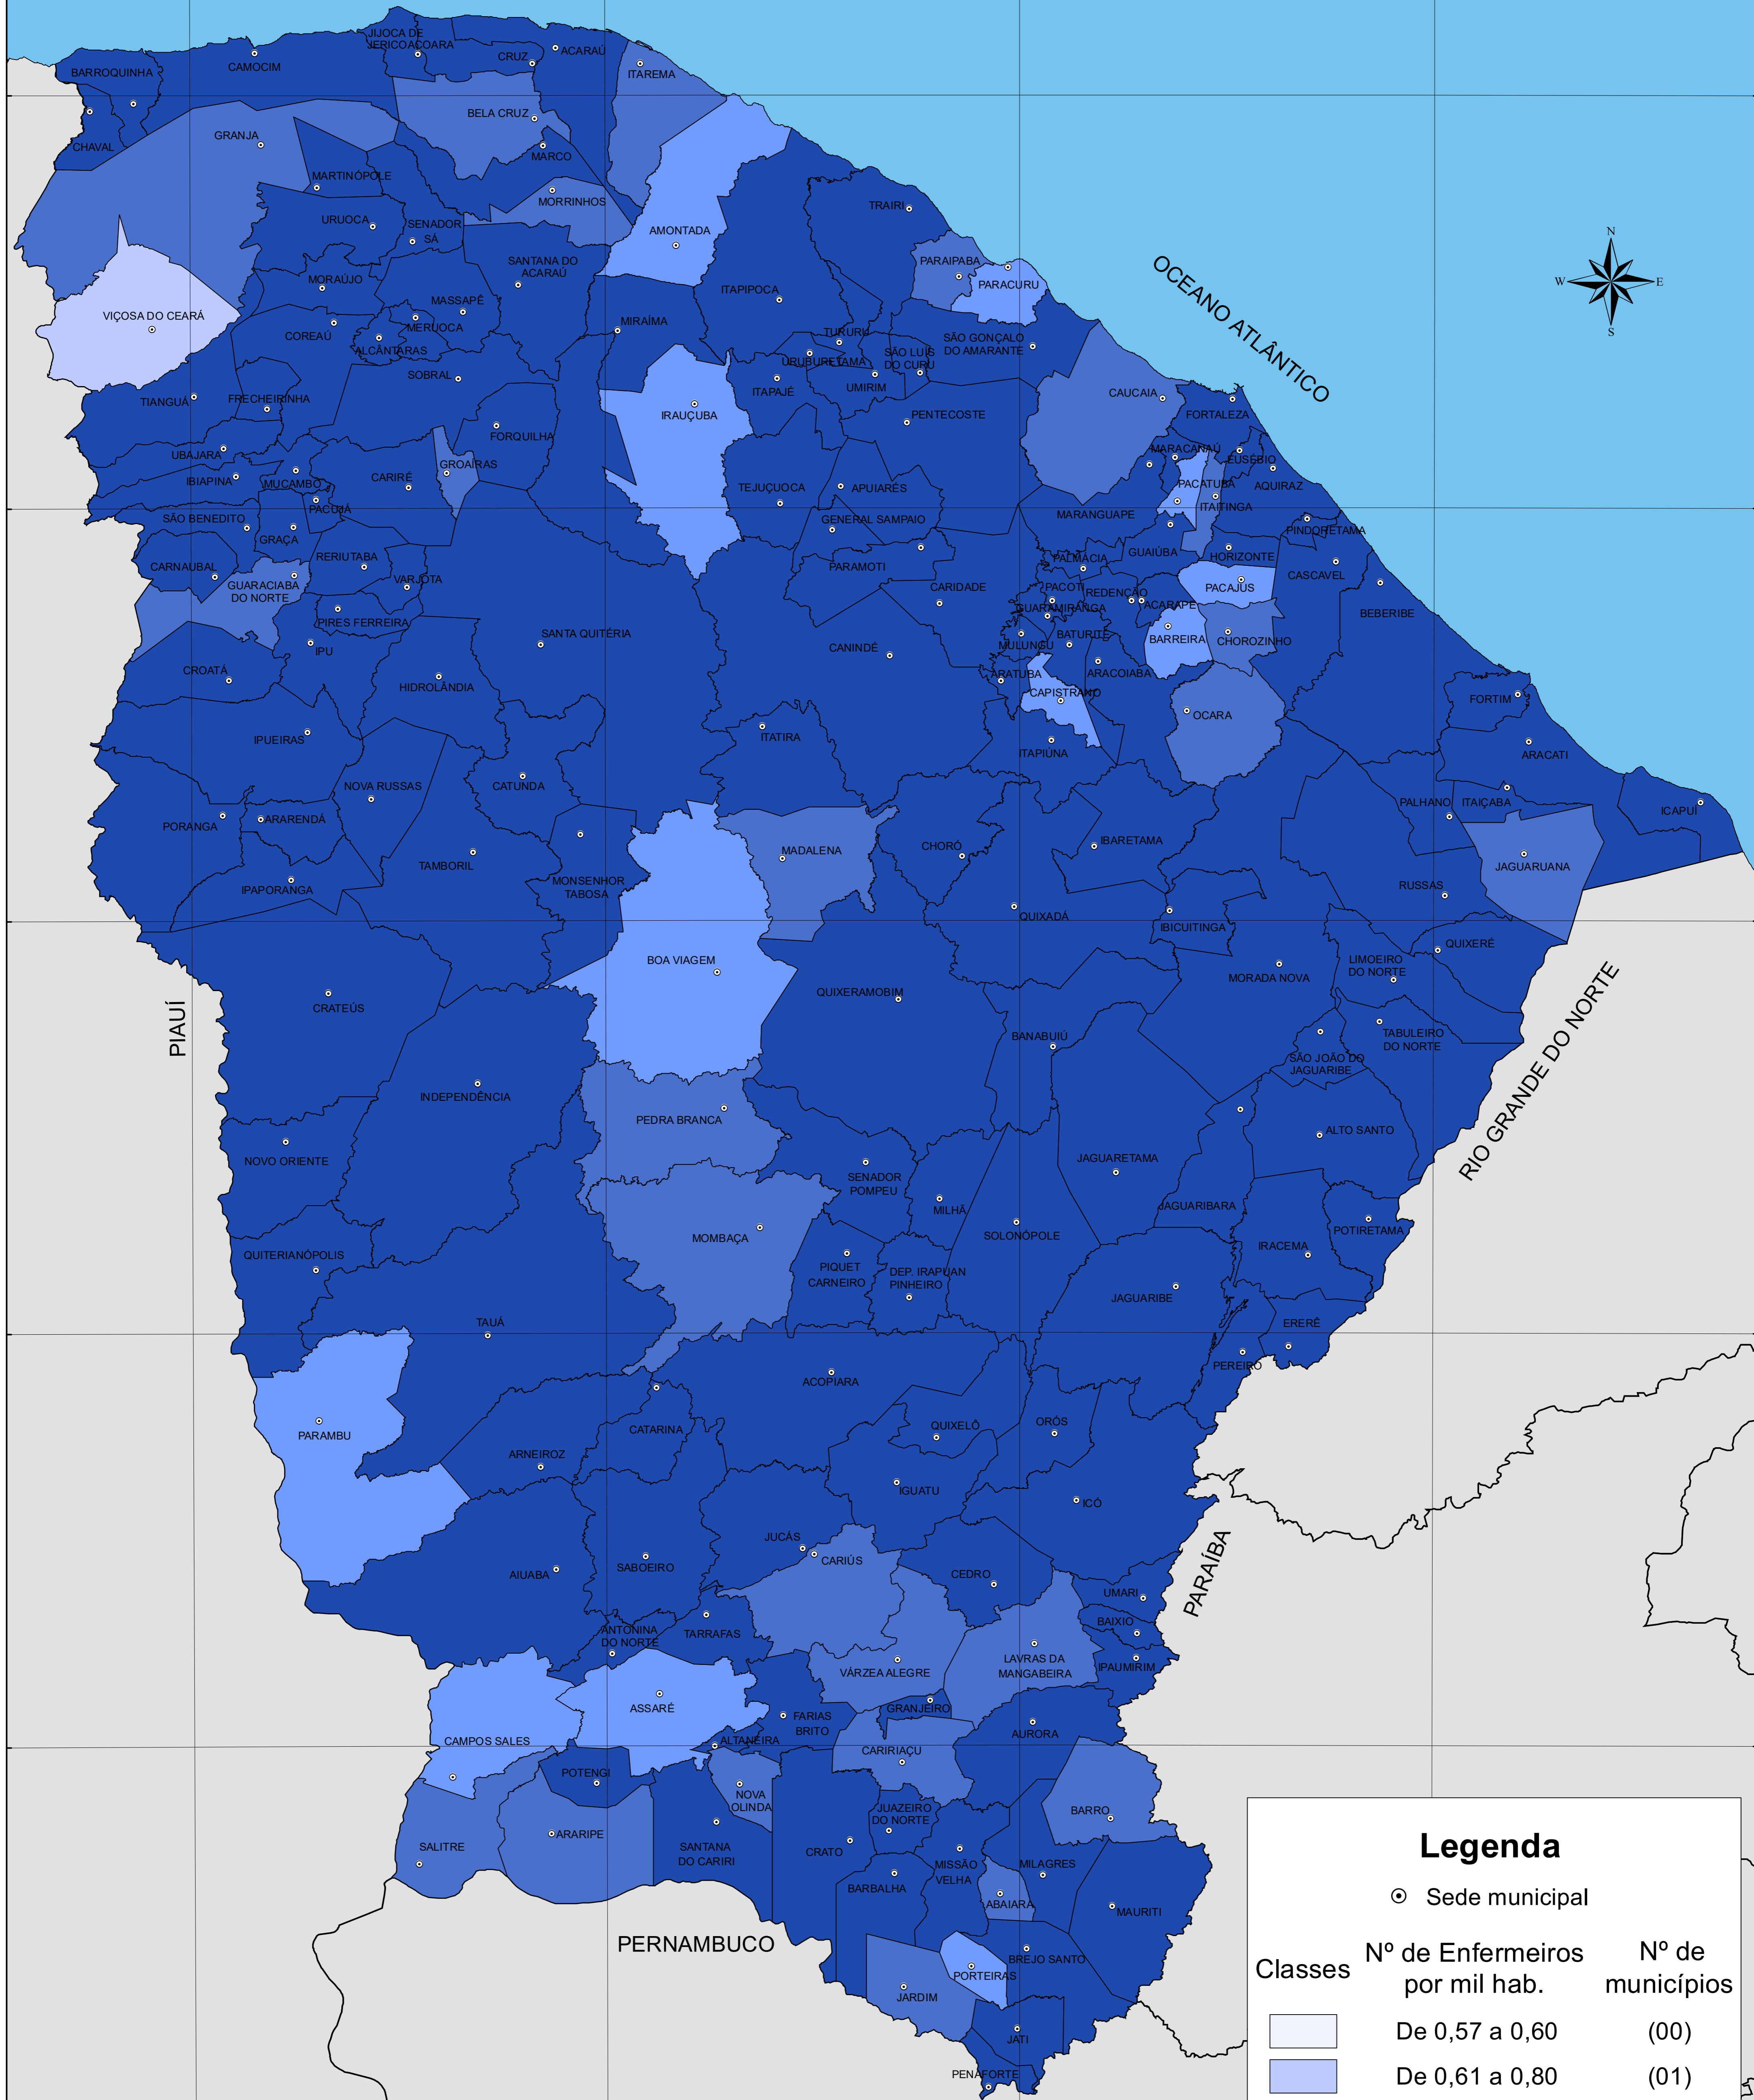 JIJOCA DE
JERICOACOARA
CRUZ
ACARAÚ
BARROQUINHA
CAMOCIM
ITAREMA
BELA CRUZ
GRANJA
CHAVAL
MARCO
MARTINÓPOLE
MORRINHOS
TRAIRI
URUOCA
SENADOR
SÁ
AMONTADA
N
W
E
S
SANTANA DO
ACARAÚ
PARAIPABA
OCEANO ATLÂNTICO
MORAÚJO
PARACURU
ITAPIPOCA
MASSAPÊ
VIÇOSA DO CEARÁ
MIRAÍMA
MERUOCA
COREAÚ
TURURU
SÃO GONÇALO
DO AMARANTE
ALCÂNTARAS
SÃO LUÍS
DO CURU
URUBURETAMA
SOBRAL
UMIRIM
ITAPAJÉ
CAUCAIA
FRECHEIRINHA
TIANGUÁ
IRAUÇUBA
PENTECOSTE
FORTALEZA
FORQUILHA
MARACANAÚ
UBAJARA
EUSÉBIO
GROAÍRAS
CARIRÉ
IBIAPINA
MUCAMBO
PACATUBA
AQUIRAZ
TEJUÇUOCA
APUIARÉS
PACUJÁ
ITAITINGA
MARANGUAPE
SÃO BENEDITO
GENERAL SAMPAIO
PINDORETAMA
GRAÇA
GUAIÚBA
RERIUTABA
HORIZONTE
CARNAUBAL
PARAMOTI
PALMÁCIA
CASCAVEL
VARJOTA
GUARACIABA
DO NORTE
CARIDADE
PACOTI
PACAJUS
REDENÇÃO
ACARAPE
GUARAMIRANGA
BEBERIBE
PIRES FERREIRA
SANTA QUITÉRIA
BATURITÉ
BARREIRA
CHOROZINHO
MULUNGU
IPU
CANINDÉ
CROATÁ
ARATUBA
ARACOIABA
HIDROLÂNDIA
CAPISTRANO
FORTIM
OCARA
IPUEIRAS
ITATIRA
ITAPIÚNA
ARACATI
NOVA RUSSAS
CATUNDA
PALHANO
ITAIÇABA
ICAPUÍ
PORANGA
ARARENDÁ
IBARETAMA
CHORÓ
MADALENA
TAMBORIL
JAGUARUANA
MONSENHOR
TABOSA
IPAPORANGA
RUSSAS
QUIXADÁ
IBICUITINGA
QUIXERÉ
BOA VIAGEM
LIMOEIRO
DO NORTE
MORADA NOVA
QUIXERAMOBIM
CRATEÚS
PIAUÍ
BANABUIÚ
TABULEIRO
DO NORTE
RIO GRANDE DO NORTE
SÃO JOÃO DO
JAGUARIBE
INDEPENDÊNCIA
PEDRA BRANCA
ALTO SANTO
NOVO ORIENTE
JAGUARETAMA
SENADOR
POMPEU
JAGUARIBARA
MILHÃ
POTIRETAMA
SOLONÓPOLE
MOMBAÇA
IRACEMA
QUITERIANÓPOLIS
PIQUET
CARNEIRO
DEP. IRAPUAN
PINHEIRO
JAGUARIBE
TAUÁ
ERERÊ
PEREIRO
ACOPIARA
ORÓS
QUIXELÔ
CATARINA
PARAMBU
ARNEIROZ
IGUATU
ICÓ
JUCÁS
CARIÚS
PARAÍBA
SABOEIRO
AIUABA
CEDRO
UMARI
BAIXIO
ANTONINA
DO NORTE
TARRAFAS
LAVRAS DA
MANGABEIRA
IPAUMIRIM
VÁRZEA ALEGRE
ASSARÉ
GRANJEIRO
FARIAS
BRITO
AURORA
CAMPOS SALES
ALTANEIRA
CARIRIAÇU
POTENGI
NOVA
OLINDA
JUAZEIRO
DO NORTE
BARRO
ARARIPE
SALITRE
SANTANA
DO CARIRI
CRATO
MISSÃO
VELHA
MILAGRES
BARBALHA
ABAIARA
MAURITI
PERNAMBUCO
BREJO SANTO
PORTEIRAS
JARDIM
JATI
PENAFORTE
Legenda
Sede municipal
Classes
Nº de Enfermeiros
por mil hab.
Nº de
municípios
De 0,57 a 0,60
(00)
De 0,61 a 0,80
(01)